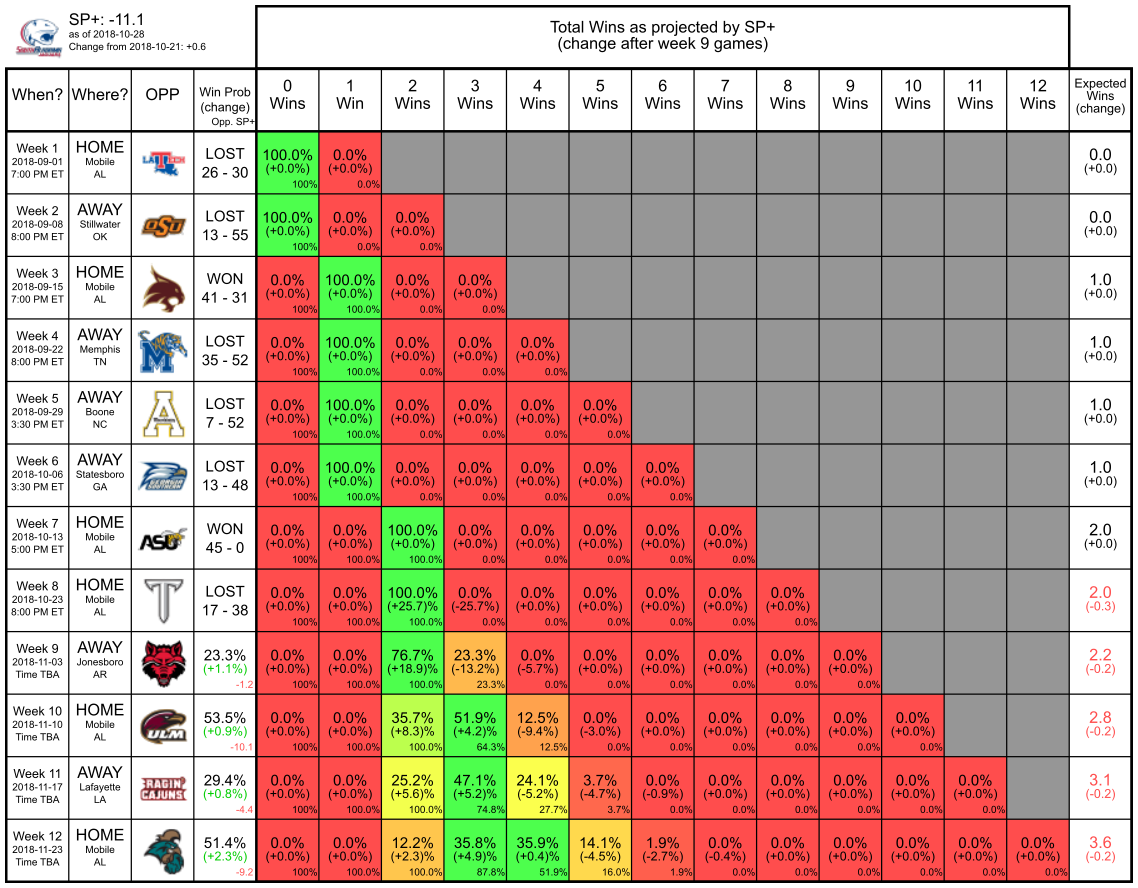 SP+: -11.1
as of 2018-10-28
Change from 2018-10-21: +0.6
Total Wins as projected by SP+
(change after week 9 games)
When? Where? OPP Win Prob (change) Opp. SP+ 0 Wins 1 Win 2 Wins 3 Wins 4 Wins 5 Wins 6 Wins 7 Wins 8 Wins 9 Wins 10 Wins 11 Wins 12 Wins Expected Wins (change)
Week 1 HOME LOST 100.0% 0.0% 0.0
2018-09-01 Mobile LA TECH (+0.0%) (+0.0%) (+0.0)
7:00 PM ET AL 26 - 30 100% 0.0%
Week 2 AWAY LOST 100.0% 0.0% 0.0% 0.0
2018-09-08 Stillwater OSU (+0.0%) (+0.0%) (+0.0%) (+0.0)
8:00 PM ET OK 13 - 55 100% 0.0% 0.0%
Week 3 HOME WON 0.0% 100.0% 0.0% 0.0% 1.0
2018-09-15 Mobile (+0.0%) (+0.0%) (+0.0%) (+0.0%) (+0.0)
7:00 PM ET AL 41 - 31 100% 100.0% 0.0% 0.0%
Week 4 AWAY LOST 0.0% 100.0% 0.0% 0.0% 0.0% 1.0
2018-09-22 Memphis M (+0.0%) (+0.0%) (+0.0%) (+0.0%) (+0.0%) (+0.0)
8:00 PM ET TN 35 - 52 100% 100.0% 0.0% 0.0% 0.0%
Week 5 AWAY LOST 0.0% 100.0% 0.0% 0.0% 0.0% 0.0% 1.0
2018-09-29 Boone A (+0.0%) (+0.0%) (+0.0%) (+0.0%) (+0.0%) (+0.0%) (+0.0)
3:30 PM ET NC 7 - 52 100% 100.0% 0.0% 0.0% 0.0% 0.0%
Week 6 AWAY LOST 0.0% 100.0% 0.0% 0.0% 0.0% 0.0% 0.0% 1.0
2018-10-06 Statesboro GEORGIA SOUTHERN (+0.0%) (+0.0%) (+0.0%) (+0.0%) (+0.0%) (+0.0%) (+0.0%) (+0.0)
3:30 PM ET GA 13 - 48 100% 100.0% 0.0% 0.0% 0.0% 0.0% 0.0%
Week 7 HOME WON 0.0% 0.0% 100.0% 0.0% 0.0% 0.0% 0.0% 0.0% 2.0
2018-10-13 Mobile ASU (+0.0%) (+0.0%) (+0.0%) (+0.0%) (+0.0%) (+0.0%) (+0.0%) (+0.0%) (+0.0)
5:00 PM ET AL 45 - 0 100% 100.0% 100.0% 0.0% 0.0% 0.0% 0.0% 0.0%
Week 8 HOME LOST 0.0% 0.0% 100.0% 0.0% 0.0% 0.0% 0.0% 0.0% 0.0% 2.0
2018-10-23 Mobile T (+0.0%) (+0.0%) (+25.7)% (-25.7%) (+0.0%) (+0.0%) (+0.0%) (+0.0%) (+0.0%) (-0.3)
8:00 PM ET AL 17 - 38 100% 100.0% 100.0% 0.0% 0.0% 0.0% 0.0% 0.0% 0.0%
Week 9 AWAY 23.3% 0.0% 0.0% 76.7% 23.3% 0.0% 0.0% 0.0% 0.0% 0.0% 0.0% 2.2
2018-11-03 Jonesboro (+1.1%) (+0.0%) (+0.0%) (+18.9)% (-13.2%) (-5.7%) (+0.0%) (+0.0%) (+0.0%) (+0.0%) (+0.0%) (-0.2)
Time TBA AR -1.2 100% 100.0% 100.0% 23.3% 0.0% 0.0% 0.0% 0.0% 0.0% 0.0%
Week 10 HOME 53.5% 0.0% 0.0% 35.7% 51.9% 12.5% 0.0% 0.0% 0.0% 0.0% 0.0% 0.0% 2.8
2018-11-10 Mobile ULM (+0.9%) (+0.0%) (+0.0%) (+8.3)% (+4.2)% (-9.4%) (-3.0%) (+0.0%) (+0.0%) (+0.0%) (+0.0%) (+0.0%) (-0.2)
Time TBA AL -10.1 100% 100.0% 100.0% 64.3% 12.5% 0.0% 0.0% 0.0% 0.0% 0.0% 0.0%
Week 11 AWAY 29.4% 0.0% 0.0% 25.2% 47.1% 24.1% 3.7% 0.0% 0.0% 0.0% 0.0% 0.0% 0.0% 3.1
2018-11-17 Lafayette RAGIN' CAJUNS (+0.8%) (+0.0%) (+0.0%) (+5.6)% (+5.2)% (-5.2%) (-4.7%) (-0.9%) (+0.0%) (+0.0%) (+0.0%) (+0.0%) (+0.0%) (-0.2)
Time TBA LA -4.4 100% 100.0% 100.0% 74.8% 27.7% 3.7% 0.0% 0.0% 0.0% 0.0% 0.0% 0.0%
Week 12 HOME 51.4% 0.0% 0.0% 12.2% 35.8% 35.9% 14.1% 1.9% 0.0% 0.0% 0.0% 0.0% 0.0% 0.0% 3.6
2018-11-23 Mobile (+2.3%) (+0.0%) (+0.0%) (+2.3)% (+4.9)% (+0.4)% (-4.5%) (-2.7%) (-0.4%) (+0.0%) (+0.0%) (+0.0%) (+0.0%) (+0.0%) (-0.2)
Time TBA AL -9.2 100% 100.0% 100.0% 87.8% 51.9% 16.0% 1.9% 0.0% 0.0% 0.0% 0.0% 0.0% 0.0%